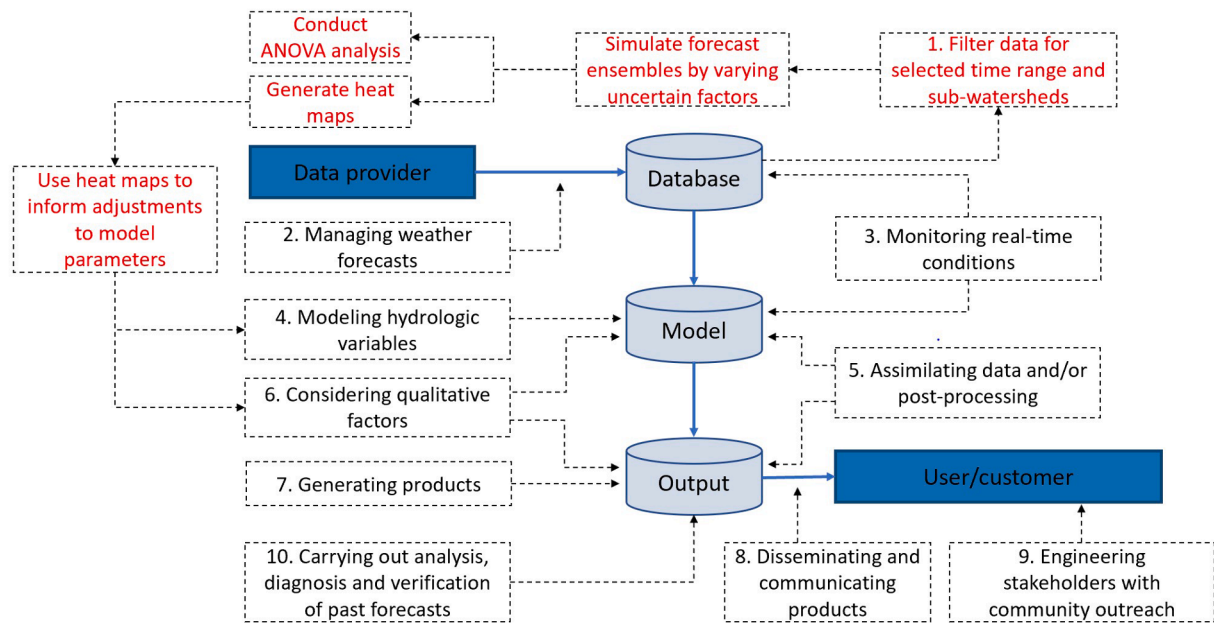 Conduct
ANOVA analysis
Simulate forecast
ensembles by varying
uncertain factors
1. Filter data for
selected time range and
sub-watersheds
Generate heat
maps
Use heat maps to
inform adjustments
to model
parameters
Data provider
Database
2. Managing weather
forecasts
3. Monitoring real-time
conditions
4. Modeling hydrologic
variables
Model
5. Assimilating data and/or
post-processing
6. Considering qualitative
factors
7. Generating products
Output
User/customer
10. Carrying out analysis,
diagnosis and verification
of past forecasts
8. Disseminating and
communicating
products
9. Engineering
stakeholders with
community outreach